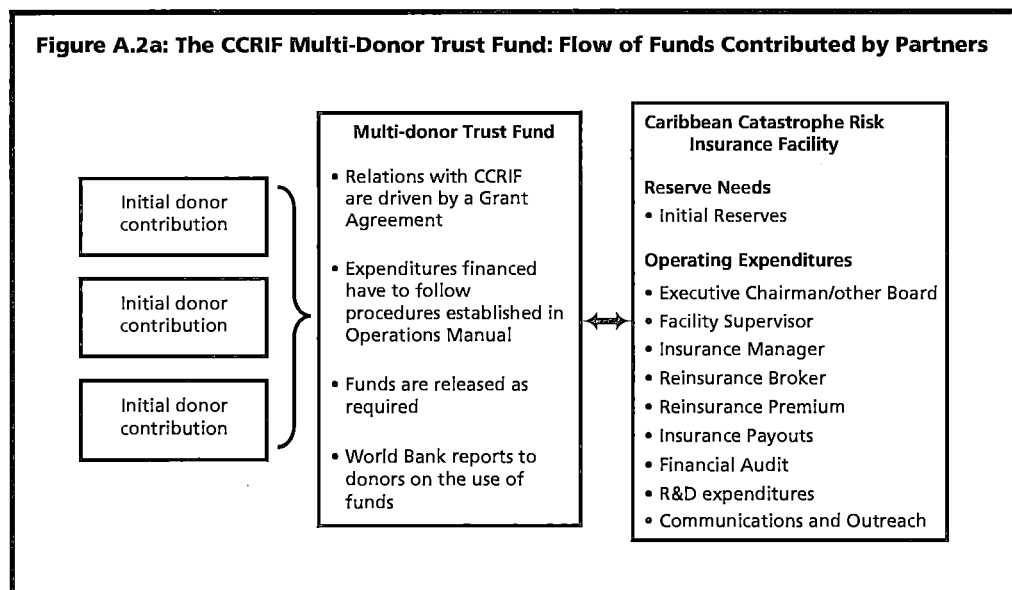 Figure A.2a: The CCRIF Multi-Donor Trust Fund: Flow of Funds Contributed by Partners
Initial donor
contribution
Initial donor
contribution
Initial donor
contribution
Multi-donor Trust Fund
• Relations with CCRIF
are driven by a Grant
Agreement
• Expenditures financed
have to follow
procedures established in
Operations Manual
• Funds are released as
required
• World Bank reports to
donors on the use of
funds
Caribbean Catastrophe Risk
Insurance Facility
Reserve Needs
• Initial Reserves
Operating Expenditures
• Executive Chairman/other Board
• Facility Supervisor
• Insurance Manager
• Reinsurance Broker
• Reinsurance Premium
• Insurance Payouts
• Financial Audit
• R&D expenditures
• Communications and Outreach